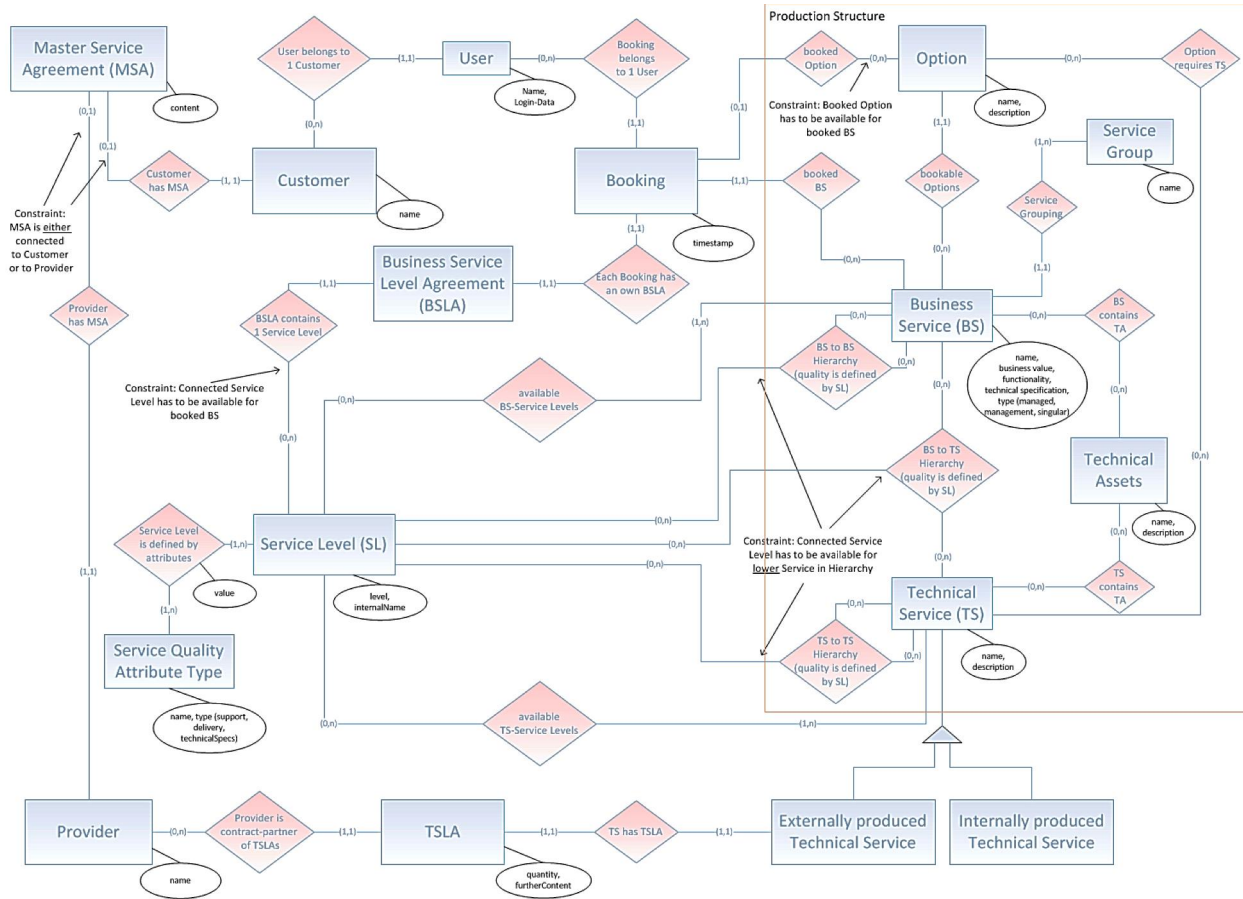 Production Structure
Master Service
Agreement (MSA)
content
User belongs to
1 Customer
(1,1)
User
Name,
Login-Data
(0,n)
Booking
belongs
to 1 User
booked
Option
(0,n)
Option
name,
description
(0,n)
Option
requires TS
Constraint: Booked Option
has to be available for
booked BS
(0,1)
(0,1)
(0,n)
(1,1)
(0,1)
(1,1)
(1,n)
Service
Group
name
Customer
has MSA
(1, 1)
Customer
name
Booking
timestamp
(1,1)
booked
BS
bookable
Options
Service
Grouping
Constraint:
MSA is either
connected
to Customer
or to Provider
(1,1)
(0,n)
(0,n)
(1,1)
Business Service
Level Agreement
(BSLA)
(1,1)
(1,1)
Each Booking has
an own BSLA
Provider
has MSA
BSLA contains
1 Service Level
(1,n)
Business
Service (BS)
name,
business value,
functionality,
technical specification,
type (managed,
management, singular)
(0,n)
(0,n)
(0,n)
BS
contains
TA
BS to BS
Hierarchy
(quality is defined
by SL)
Constraint: Connected Service
Level has to be available for
booked BS
(0,n)
available
BS-Service Levels
(0,n)
(0,n)
(0,n)
BS to TS
Hierarchy
(quality is defined
by SL)
Technical
Assets
name,
description
(0,n)
(0,n)
Service Level
is defined by
attributes
value
(1,n)
Service Level (SL)
level,
internalName
(0,n)
(0,n)
(0,n)
Constraint: Connected Service
Level has to be available for
lower Service in Hierarchy
(0,n)
(0,n)
(1,1)
(1,n)
Technical
Service (TS)
name,
description
(0,n)
(0,n)
(0,n)
TS
contains
TA
TS to TS
Hierarchy
(quality is defined
by SL)
Service Quality
Attribute Type
name, type (support,
delivery,
technicalSpecs)
(0,n)
available
TS-Service Levels
(1,n)
Provider
name
(0,n)
Provider is
contract-partner
of TSLAs
(1,1)
TSLA
quantity,
furtherContent
(1,1)
TS has TSLA
(1,1)
Externally produced
Technical Service
Internally produced
Technical Service